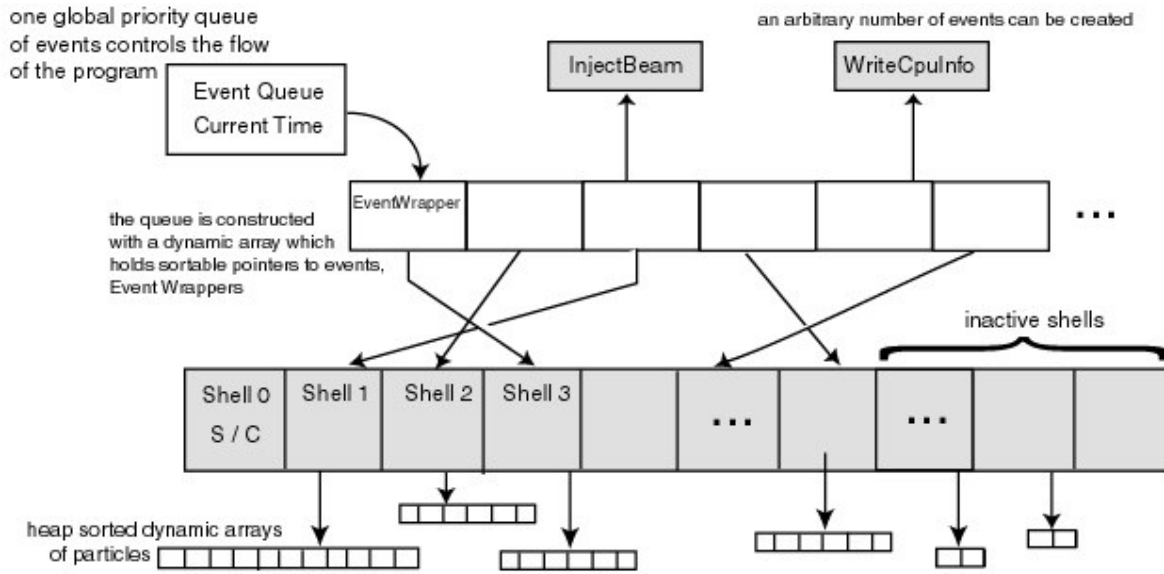 one global priority queue
of events controls the flow
of the program
an arbitrary number of events can be created
InjectBeam
WriteCpuInfo
Event Queue
Current Time
EventWrapper
...
the queue is constructed
with a dynamic array which
holds sortable pointers to events,
Event Wrappers
inactive shells
Shell 0
S / C
Shell 1
Shell 2
Shell 3
...
...
heap sorted dynamic arrays
of particles